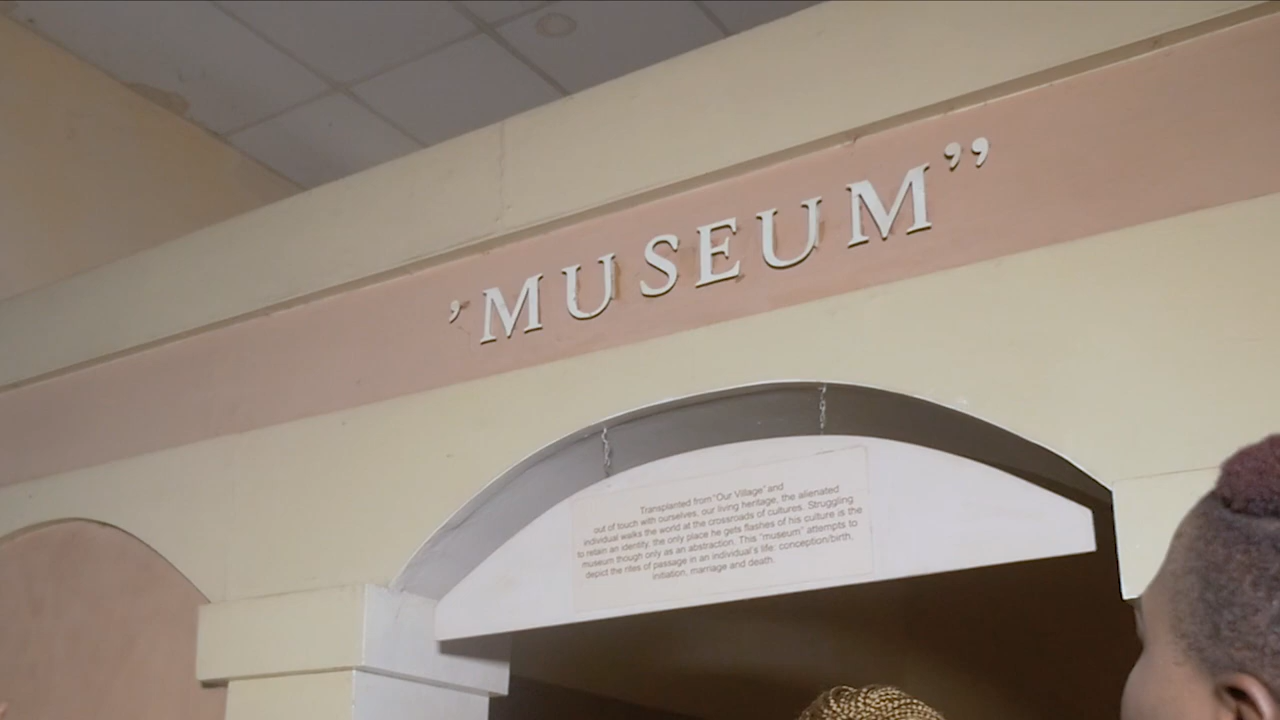 ’MUSEUM”
Transplanted from "Our Village' and
out of touch with ourselves, our living heritage, the alienated
individual walks the world at the crossroads of cultures. Struggling
to retain an identity, the only place he gets flashes of his culture is the
museum though only as an abstraction. This "museum" attempts to
depict the rites of passage in an individual's life: conception/birth,
initiation, marriage and death.